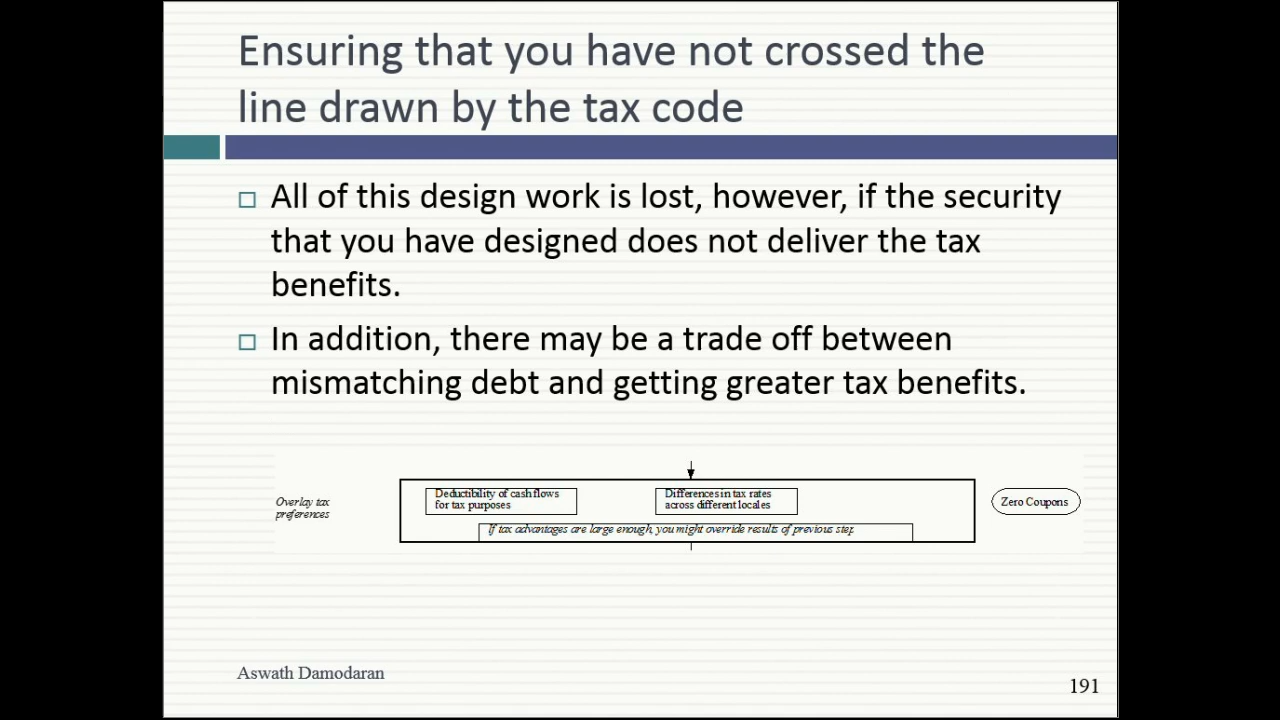 Ensuring that you have not crossed the
line drawn by the tax code
All of this design work is lost, however, if the security
that you have designed does not deliver the tax
benefits.
In addition, there may be a trade off between
mismatching debt and getting greater tax benefits.
Overlay tax
preferences
Deductibility of cash flows
for tax purposes
Differences in tax rates
across different locales
If tax advantages are large enough, you might override results of previous step
Zero Coupons
Aswath Damodaran
191